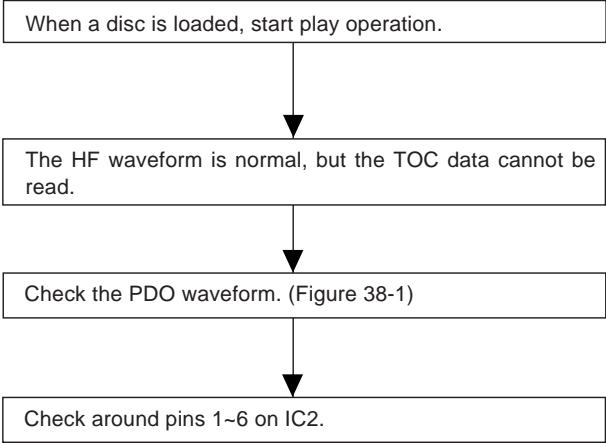 When a disc is loaded, start play operation.
The HF waveform is normal, but the TOC data cannot be
read.
Check the PDO waveform. (Figure 38-1)
Check around pins 1~6 on IC2.